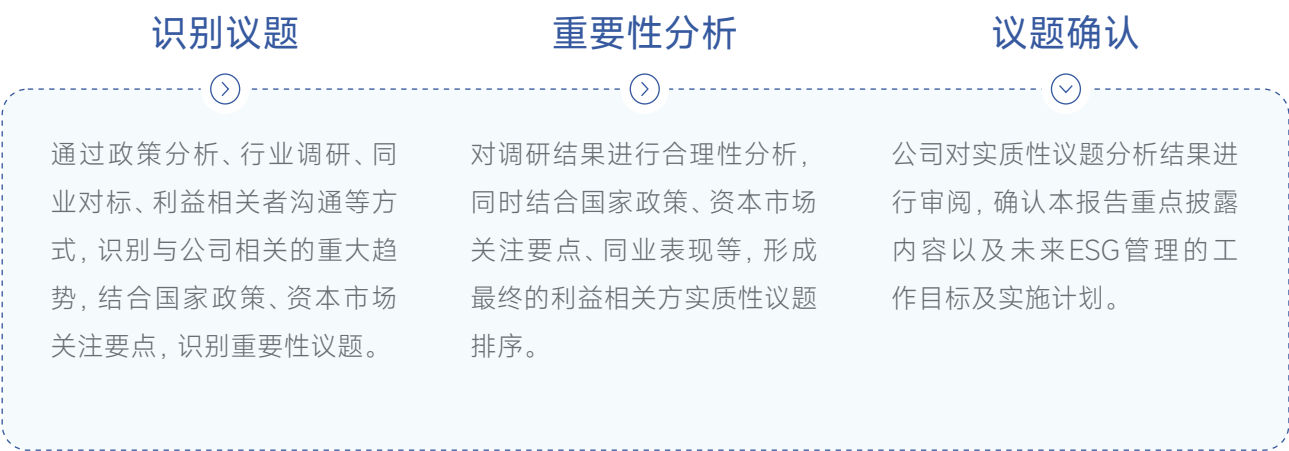 识别议题
通过政策分析、行业调研、同
业对标、利益相关者沟通等方
式，识别与公司相关的重大趋
势，结合国家政策、资本市场
关注要点，识别重要性议题。
重要性分析
对调研结果进行合理性分析，
同时结合国家政策、资本市场
关注要点、同业表现等，形成
最终的利益相关方实质性议题
排序。
议题确认
公司对实质性议题分析结果进
行审阅，确认本报告重点披露
内容以及未来ESG管理的工
作目标及实施计划。